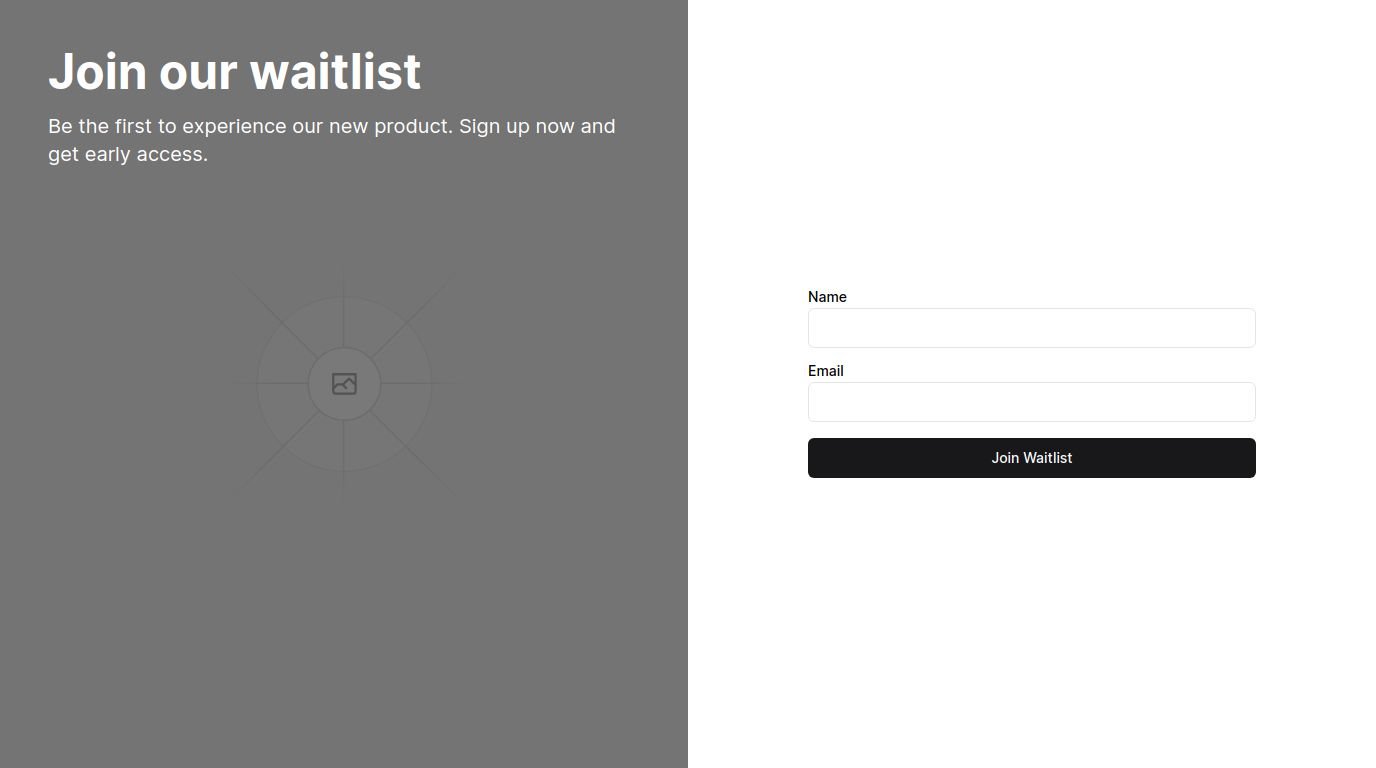 Join our waitlist
Be the first to experience our new product. Sign up now and
get early access.
Name
Email
Join Waitlist